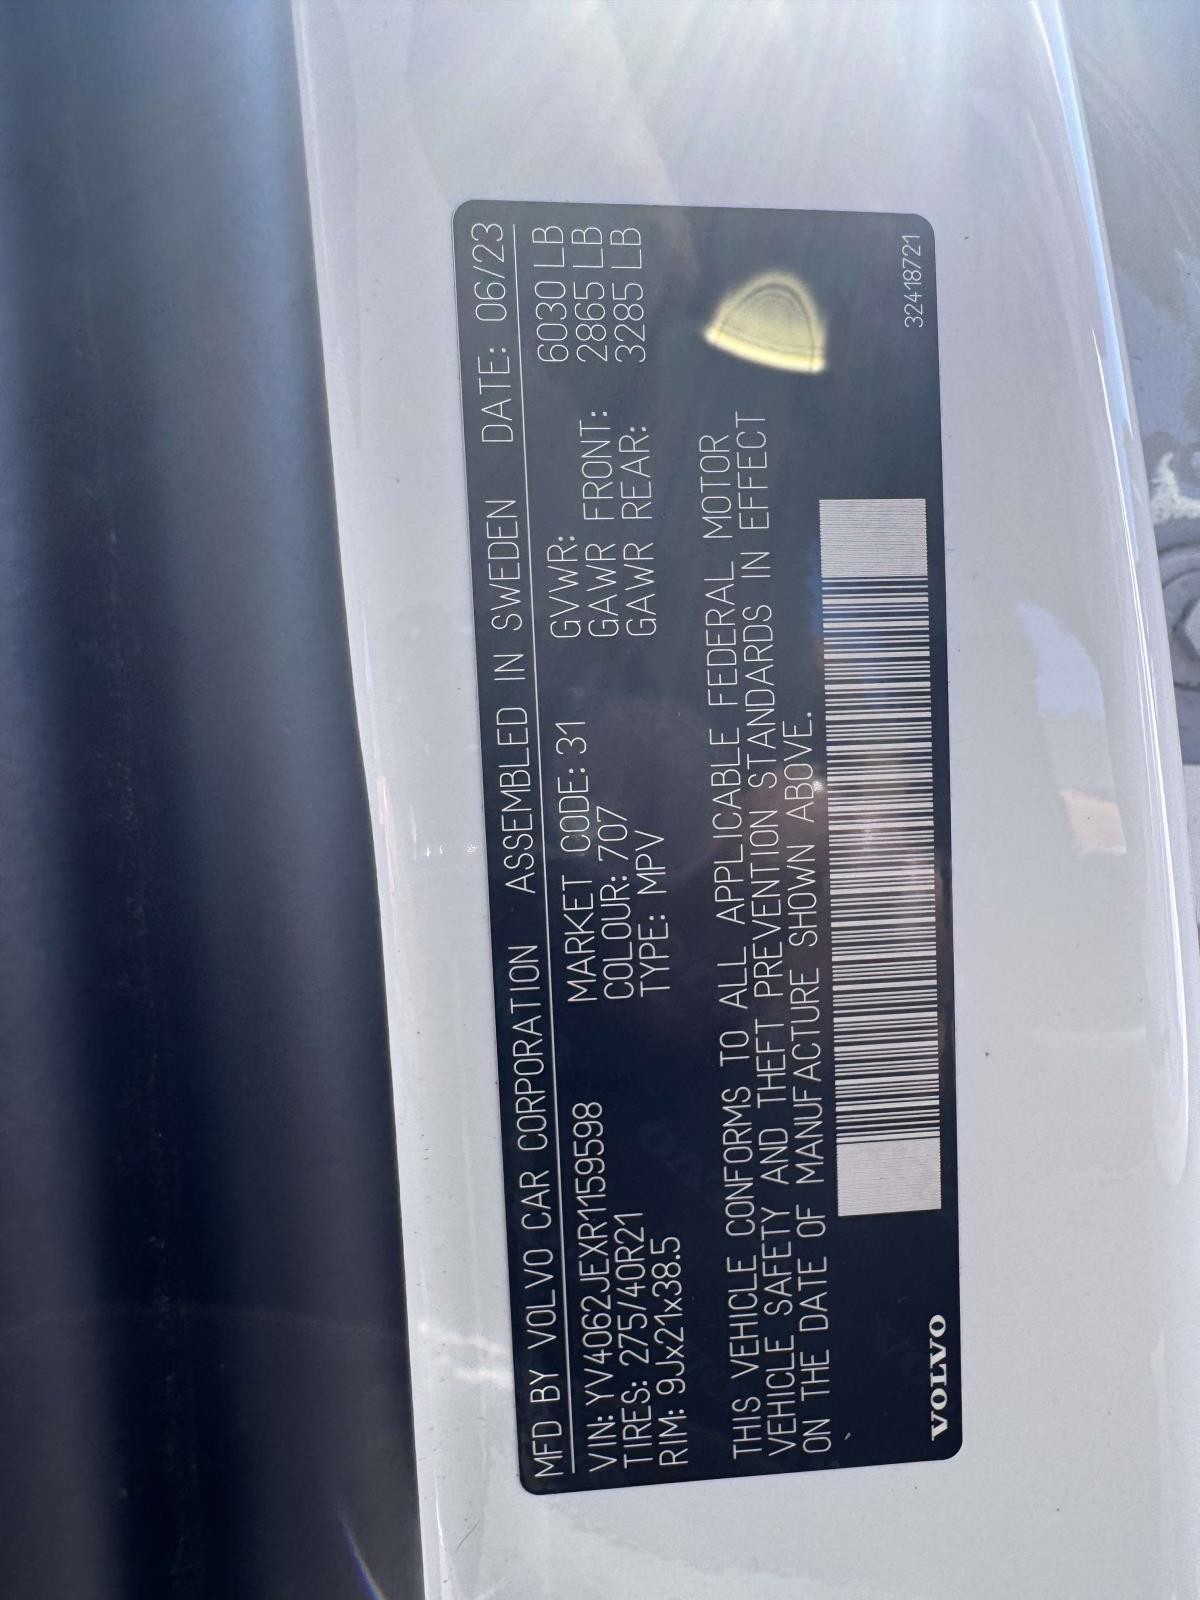 MFD BY VOLVO CAR CORPORATION ASSEMBLED IN SWEDEN DATE: 06/23
VIN: YV4062JEXR1159598 MARKET CODE: 31 GVWR: 6030 LB
TIRES: 275/40R21 COLOUR: 707 GAWR FRONT: 2865 LB
RIM: 9Jx21x38.5 TYPE: MPV GAWR REAR: 3285 LB
THIS VEHICLE CONFORMS TO ALL APPLICABLE FEDERAL MOTOR
VEHICLE SAFETY AND THEFT PREVENTION STANDARDS IN EFFECT
ON THE DATE OF MANUFACTURE SHOWN ABOVE.
VOLVO 32418721